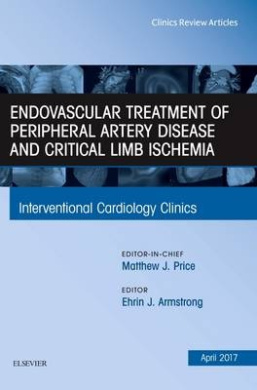 Clinics Review Articles
ENDOVASCULAR TREATMENT OF
PERIPHERAL ARTERY DISEASE
AND CRITICAL LIMB ISCHEMIA
Interventional Cardiology Clinics
EDITOR-IN-CHIEF
Matthew J. Price
EDITOR
Ehrin J. Armstrong
ELSEVIER
April 2017